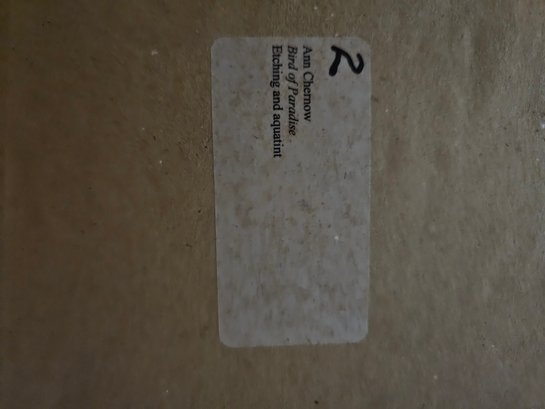 2
Ann Chernow
Bird of Paradise
Etching and aquatint